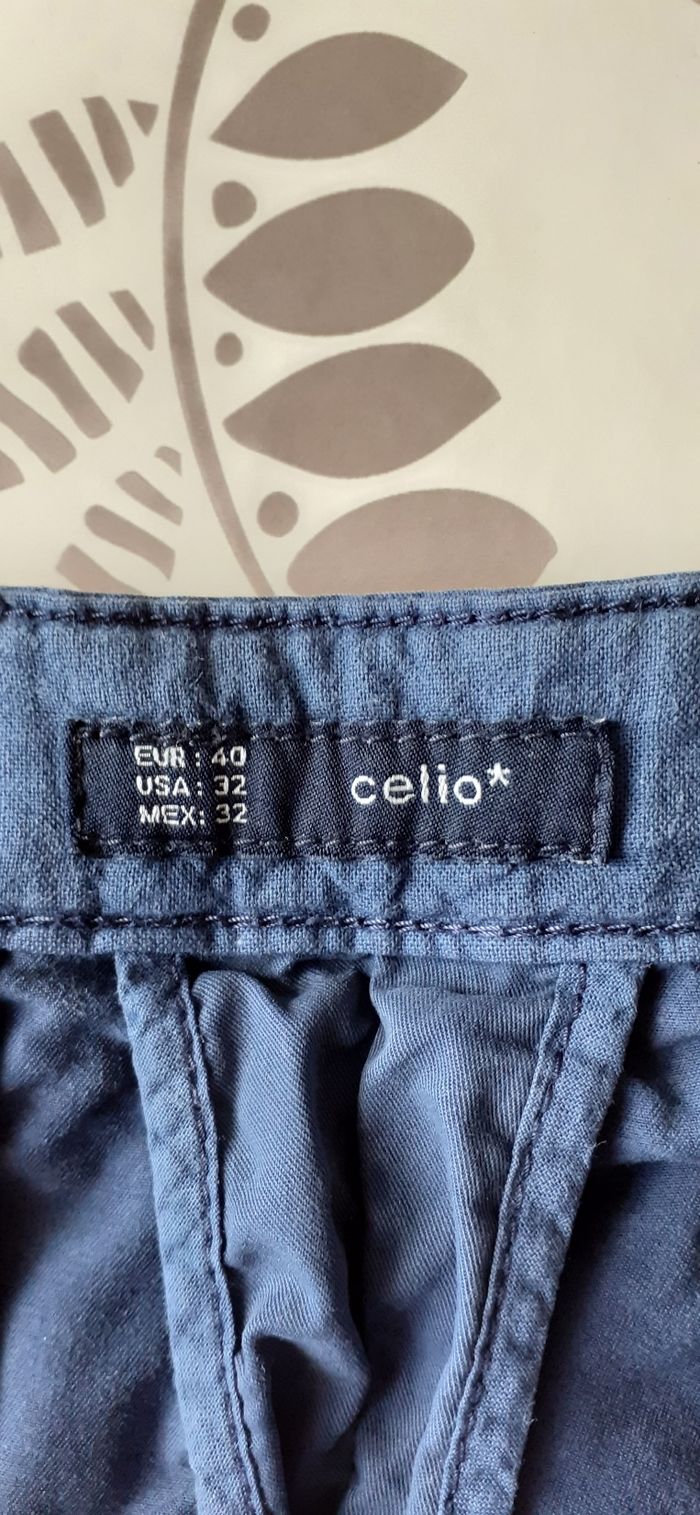 EUR: 40
USA: 32
MEX: 32
celio*